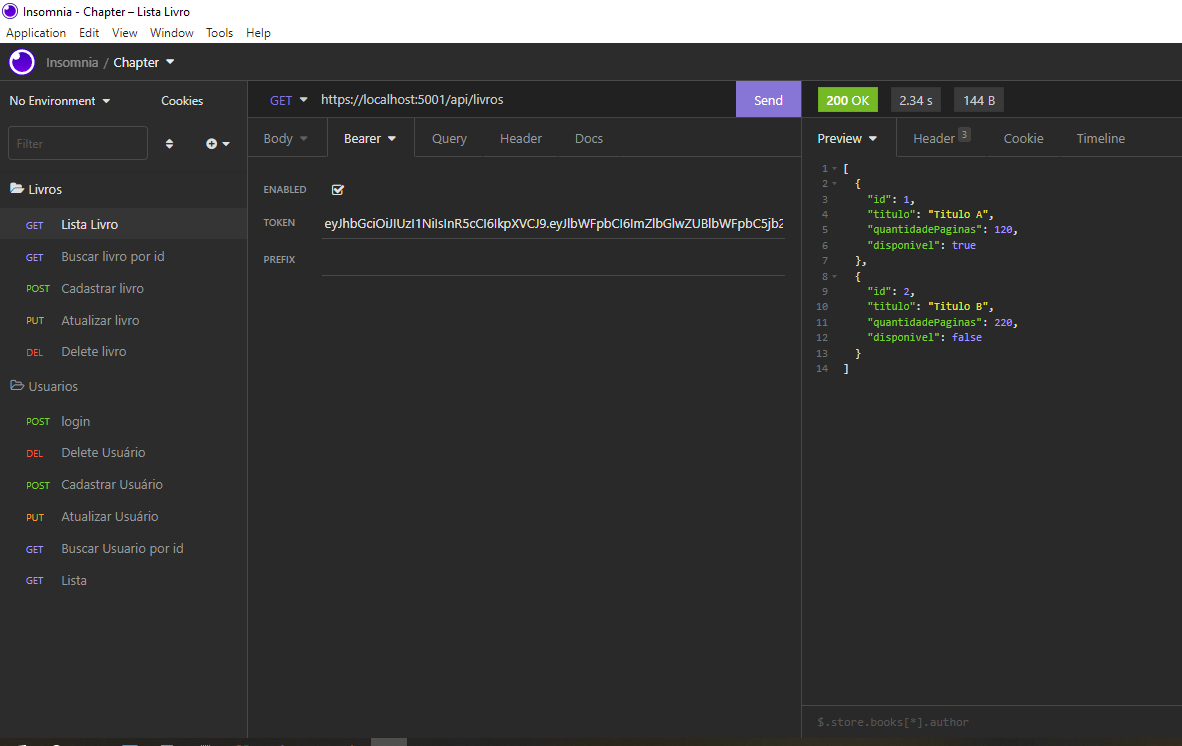 Insomnia - Chapter – Lista Livro
Application Edit View Window Tools Help
Insomnia / Chapter
No Environment Cookies
Filter
Livros
GET Lista Livro
GET Buscar livro por id
POST Cadastrar livro
PUT Atualizar livro
DEL Delete livro
Usuarios
POST login
DEL Delete Usuário
POST Cadastrar Usuário
PUT Atualizar Usuário
GET Buscar Usuario por id
GET Lista
GET https://localhost:5001/api/livros Send
Body Bearer Query Header Docs
ENABLED
TOKEN eyJhbGciOiJIUzI1NiIsInR5cCI6IkpXVCJ9.eyJlbWFpbCI6ImZlbGlwZUBlbWFpbC5jb2
PREFIX
200 OK 2.34 s 144 B
Preview Header 3 Cookie Timeline
1 [
2 {
3 "id": 1,
4 "titulo": "Titulo A",
5 "quantidadePaginas": 120,
6 "disponivel": true
7 },
8 {
9 "id": 2,
10 "titulo": "Titulo B",
11 "quantidadePaginas": 220,
12 "disponivel": false
13 }
14 ]
$.store.books[*].author